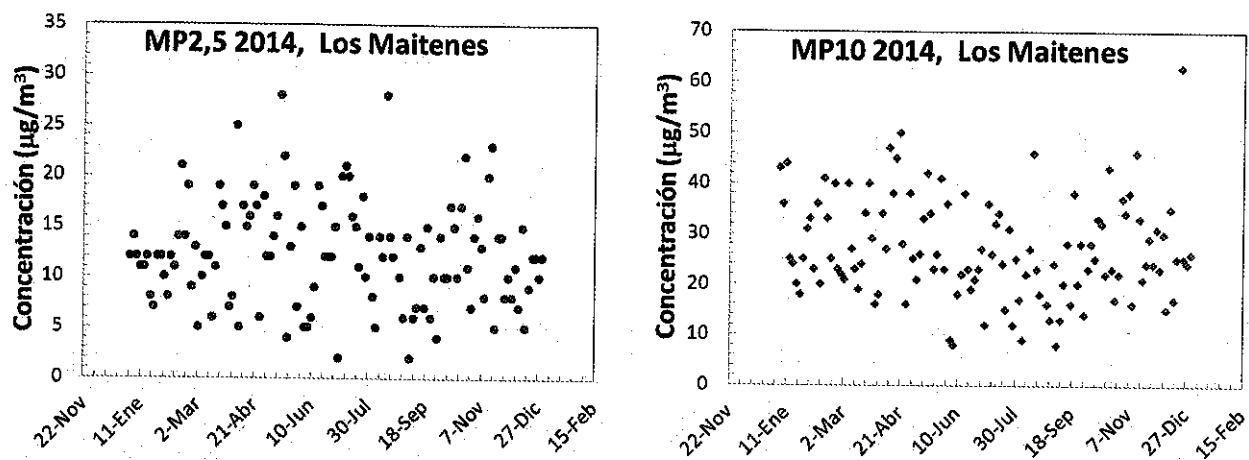 MP2,5 2014, Los Maitenes
Concentración (µg/m³)
35
30
25
20
15
10
5
0
22-Nov
11-Ene
2-Mar
21-Abr
10-Jun
30-Jul
18-Sep
7-Nov
27-Dic
15-Feb
MP10 2014, Los Maitenes
Concentración (µg/m³)
70
60
50
40
30
20
10
0
22-Nov
11-Ene
2-Mar
21-Abr
10-Jun
30-Jul
18-Sep
7-Nov
27-Dic
15-Feb